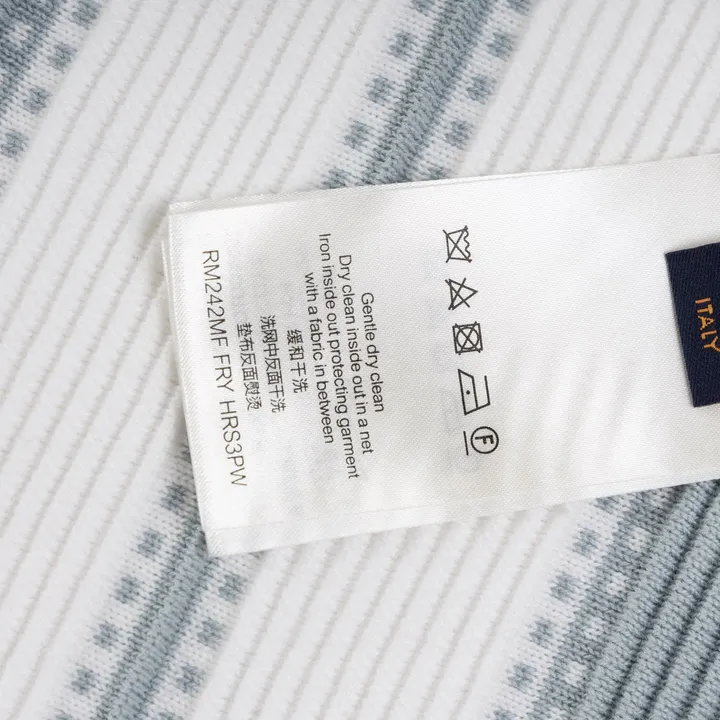 Gentle dry clean
Dry clean inside out in a net
Iron inside out protecting garment
with a fabric in between
缓和干洗
洗网中反面干洗
垫布反面熨烫
RM242MF FRY HRS3PW
F
ITALY